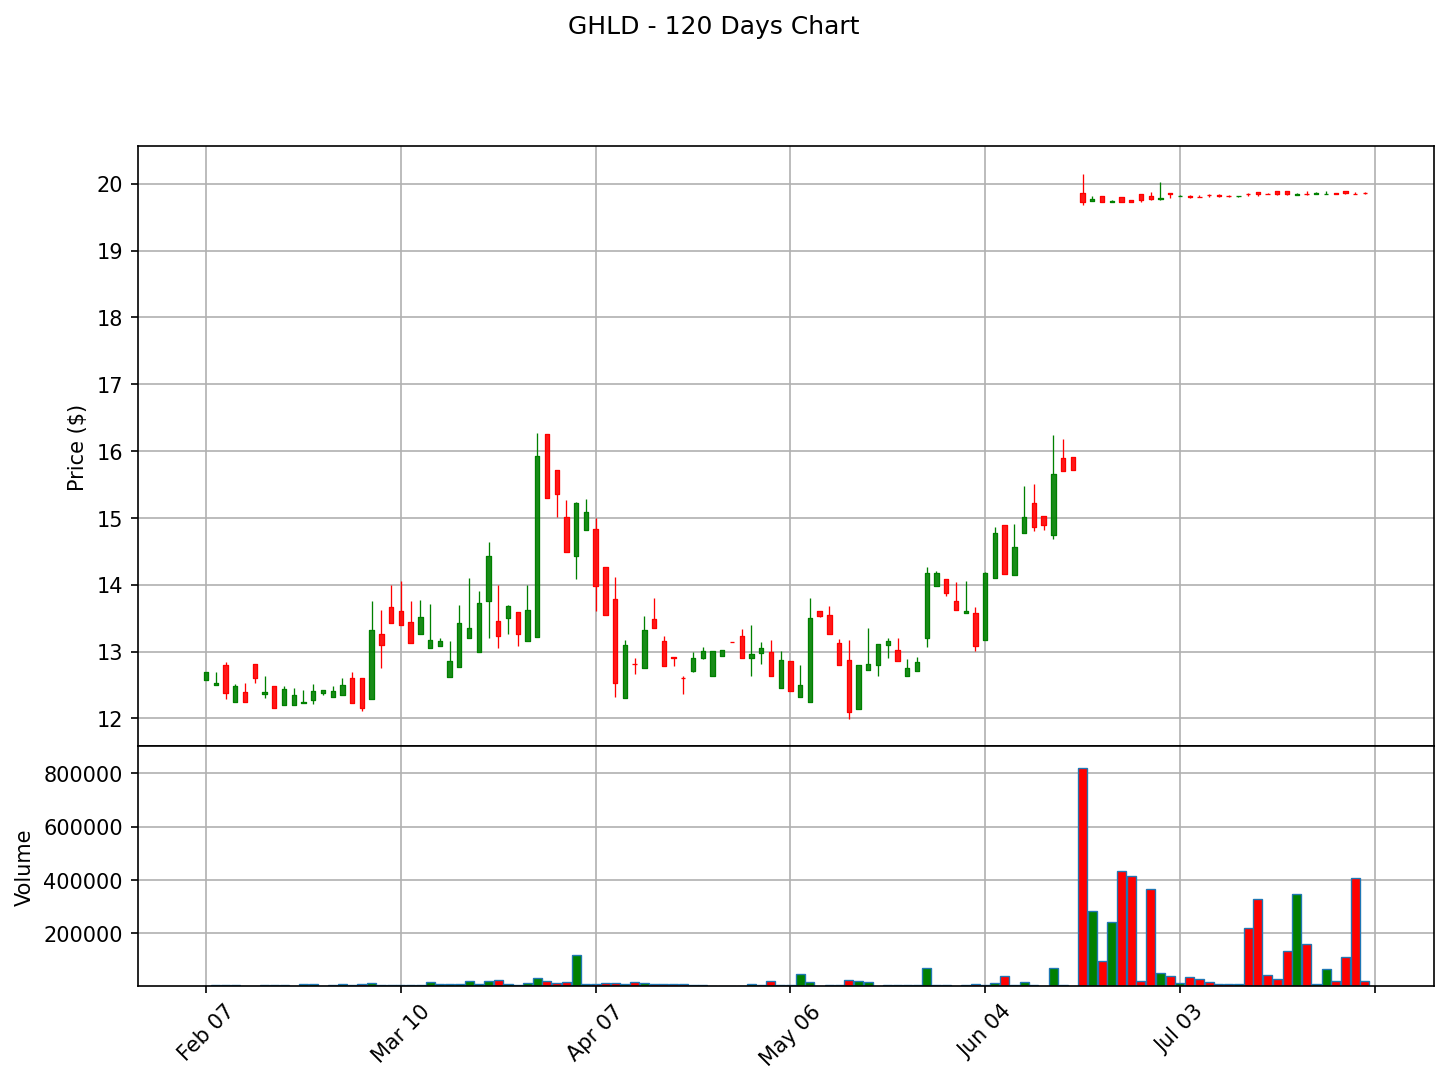 GHLD - 120 Days Chart
20
19
18
17
16
15
14
13
12
Price ($)
800000
600000
400000
200000
Volume
Feb 07
Mar 10
Apr 07
May 06
Jun 04
Jul 03